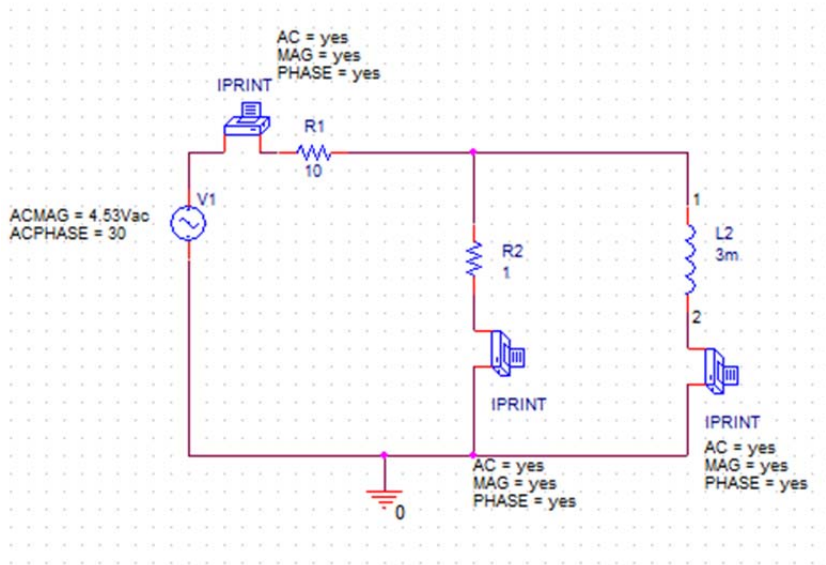 AC = yes
MAG = yes
PHASE = yes
IPRINT
R1
10
V1
ACMAG = 4.53Vac
ACPHASE = 30
R2
1
1
L2
3m
2
IPRINT
IPRINT
AC = yes
MAG = yes
PHASE = yes
AC = yes
MAG = yes
PHASE = yes
0